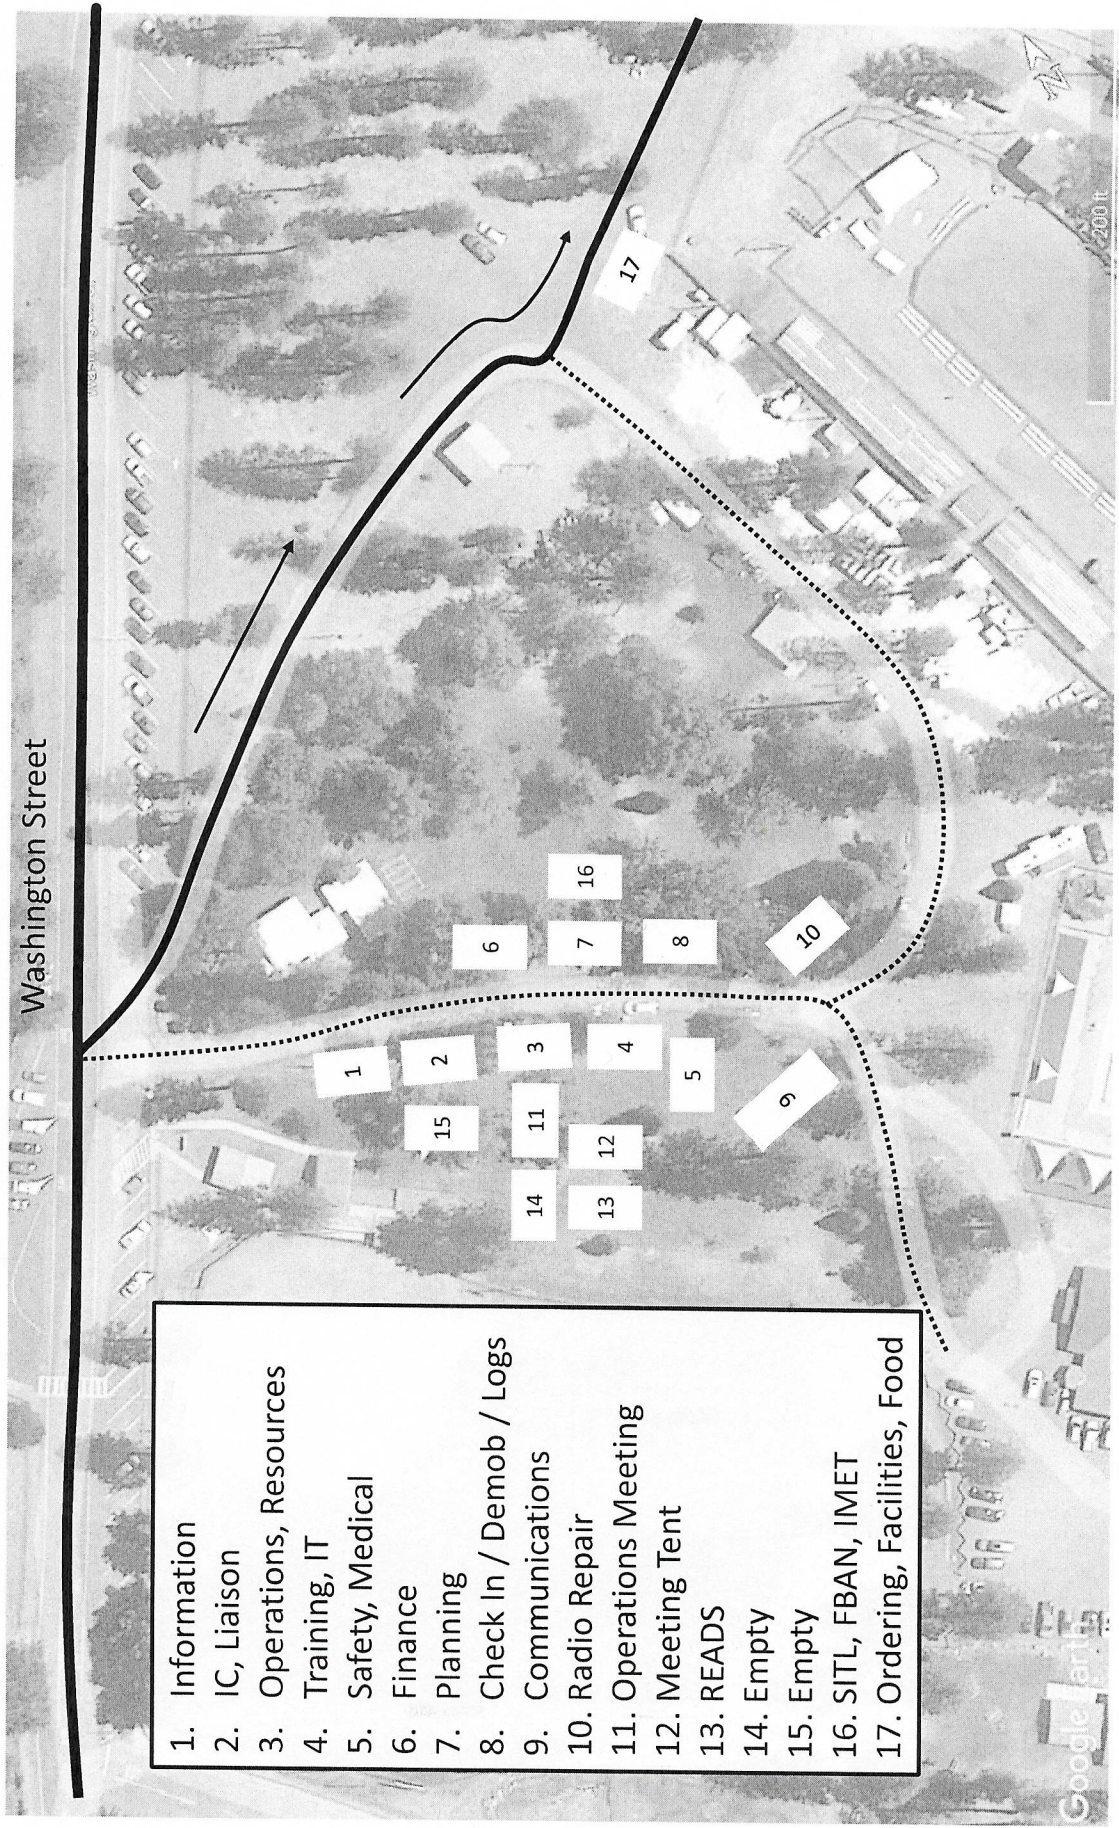 Washington Street
1. Information
2. IC, Liaison
3. Operations, Resources
4. Training, IT
5. Safety, Medical
6. Finance
7. Planning
8. Check In / Demob / Logs
9. Communications
10. Radio Repair
11. Operations Meeting
12. Meeting Tent
13. READS
14. Empty
15. Empty
16. SITL, FBAN, IMET
17. Ordering, Facilities, Food
1
2
3
4
5
6
7
8
9
10
11
12
13
14
15
16
17
N
200 ft
Google Earth